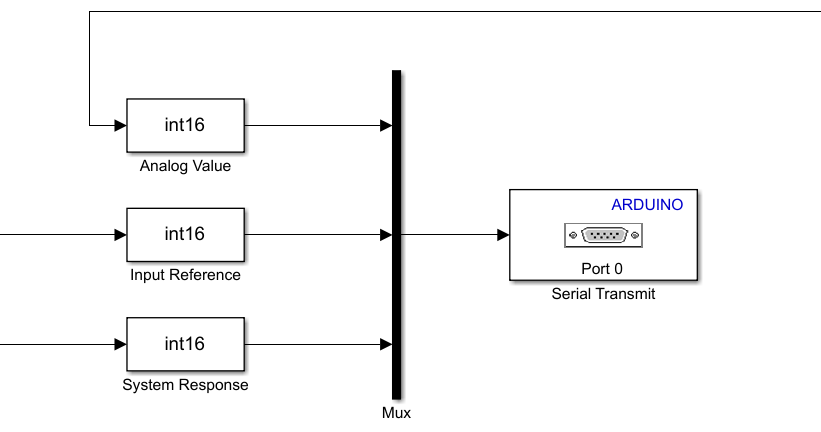 int16
Analog Value
int16
Input Reference
int16
System Response
Mux
ARDUINO
Port 0
Serial Transmit